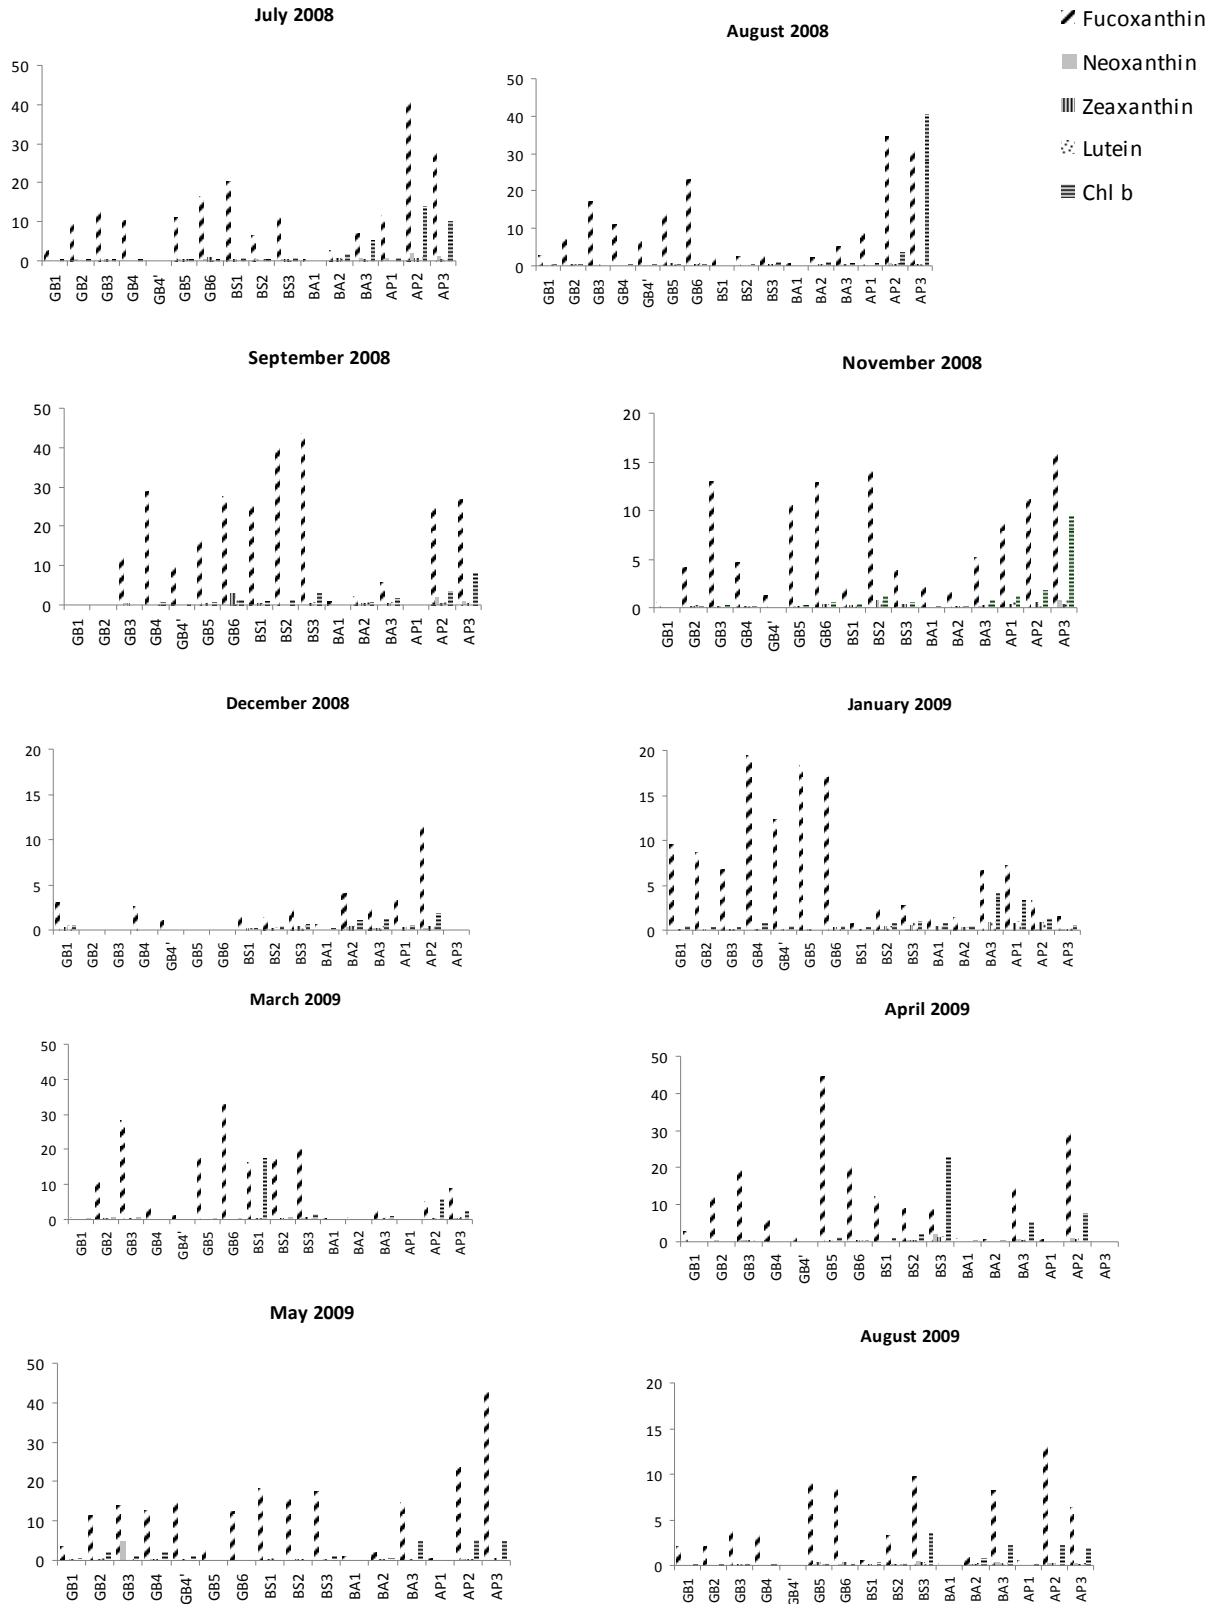 July 2008
50
40
30
20
10
0
GB1 GB2 GB3 GB4 GB4' GB5 GB6 BS1 BS2 BS3 BA1 BA2 BA3 AP1 AP2 AP3
August 2008
50
40
30
20
10
0
GB1 GB2 GB3 GB4 GB4' GB5 GB6 BS1 BS2 BS3 BA1 BA2 BA3 AP1 AP2 AP3
Fucoxanthin
Neoxanthin
Zeaxanthin
Lutein
Chl b
September 2008
50
40
30
20
10
0
GB1 GB2 GB3 GB4 GB4' GB5 GB6 BS1 BS2 BS3 BA1 BA2 BA3 AP1 AP2 AP3
November 2008
20
15
10
5
0
GB1 GB2 GB3 GB4 GB4' GB5 GB6 BS1 BS2 BS3 BA1 BA2 BA3 AP1 AP2 AP3
December 2008
20
15
10
5
0
GB1 GB2 GB3 GB4 GB4' GB5 GB6 BS1 BS2 BS3 BA1 BA2 BA3 AP1 AP2 AP3
January 2009
20
15
10
5
0
GB1 GB2 GB3 GB4 GB4' GB5 GB6 BS1 BS2 BS3 BA1 BA2 BA3 AP1 AP2 AP3
March 2009
50
40
30
20
10
0
GB1 GB2 GB3 GB4 GB4' GB5 GB6 BS1 BS2 BS3 BA1 BA2 BA3 AP1 AP2 AP3
April 2009
50
40
30
20
10
0
GB1 GB2 GB3 GB4 GB4' GB5 GB6 BS1 BS2 BS3 BA1 BA2 BA3 AP1 AP2 AP3
May 2009
50
40
30
20
10
0
GB1 GB2 GB3 GB4 GB4' GB5 GB6 BS1 BS2 BS3 BA1 BA2 BA3 AP1 AP2 AP3
August 2009
20
15
10
5
0
GB1 GB2 GB3 GB4 GB4' GB5 GB6 BS1 BS2 BS3 BA1 BA2 BA3 AP1 AP2 AP3